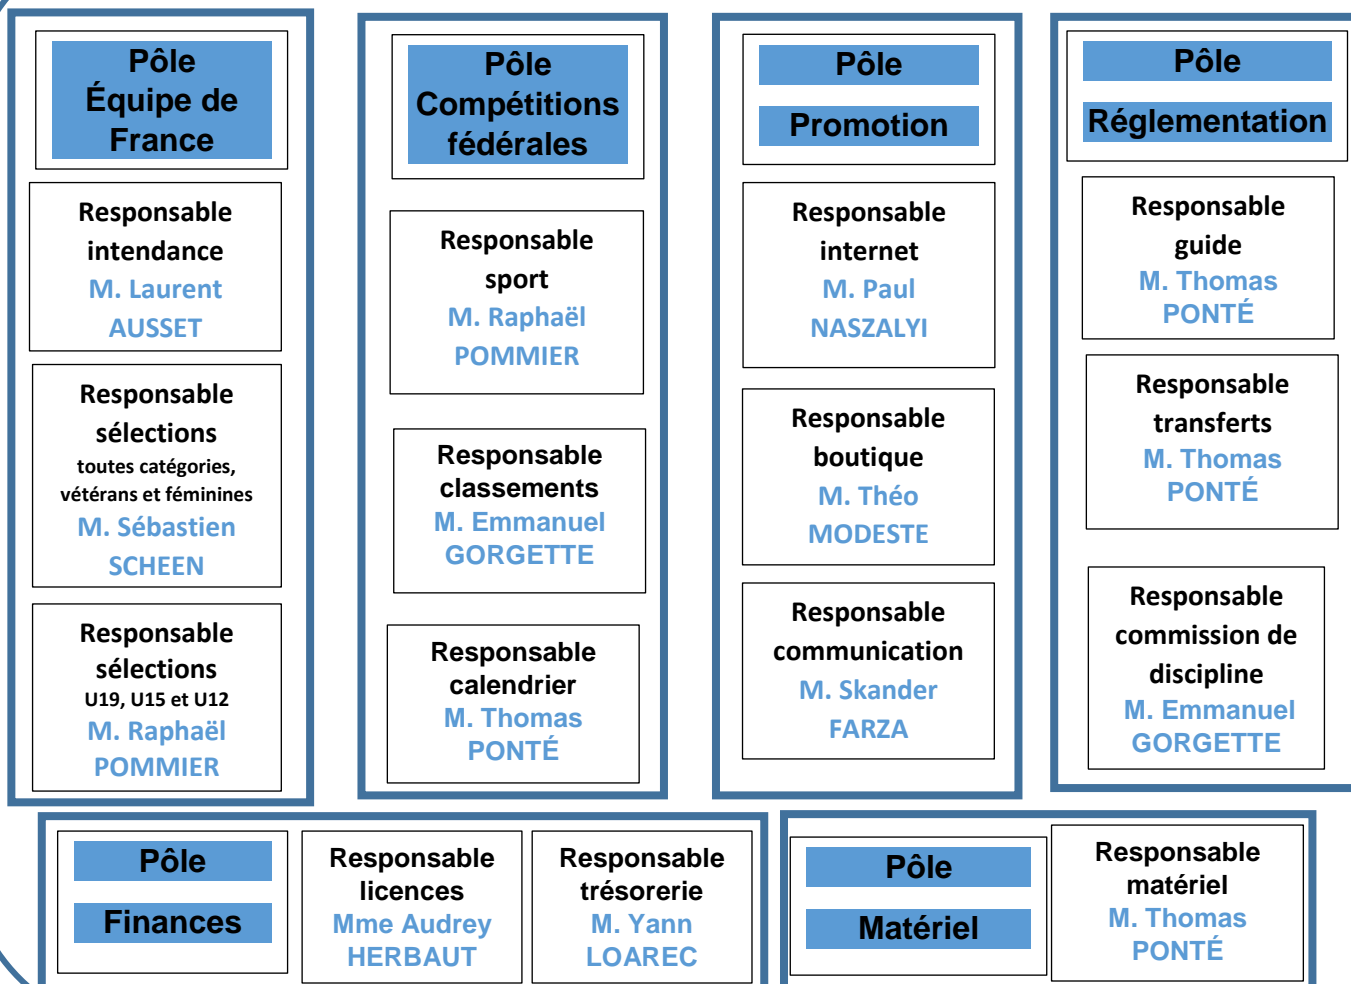 Pôle
Équipe de
France
Responsable
intendance
M. Laurent
AUSSET
Responsable
sélections
toutes catégories,
vétérans et féminines
M. Sébastien
SCHEEN
Responsable
sélections
U19, U15 et U12
M. Raphaël
POMMIER
Pôle
Compétitions
fédérales
Responsable
sport
M. Raphaël
POMMIER
Responsable
classements
M. Emmanuel
GORGETTE
Responsable
calendrier
M. Thomas
PONTÉ
Pôle
Promotion
Responsable
internet
M. Paul
NASZALYI
Responsable
boutique
M. Théo
MODESTE
Responsable
communication
M. Skander
FARZA
Pôle
Réglementation
Responsable
guide
M. Thomas
PONTÉ
Responsable
transferts
M. Thomas
PONTÉ
Responsable
commission de
discipline
M. Emmanuel
GORGETTE
Pôle
Finances
Responsable
licences
Mme Audrey
HERBAUT
Responsable
trésorerie
M. Yann
LOAREC
Pôle
Matériel
Responsable
matériel
M. Thomas
PONTÉ